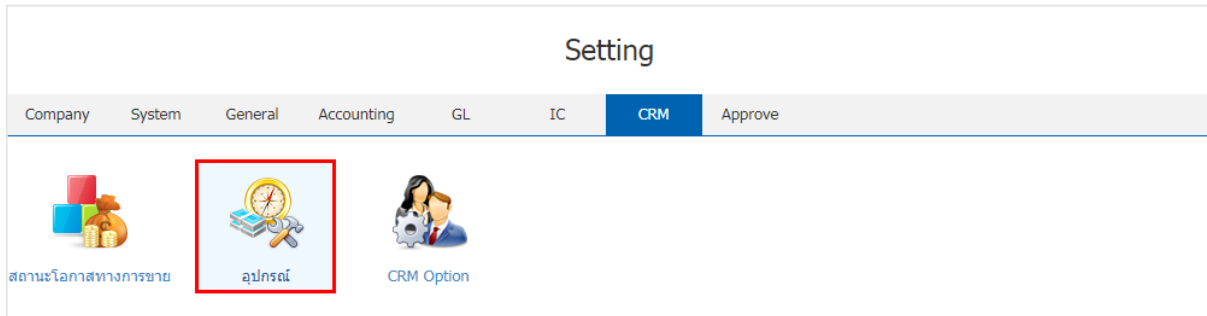 Setting
Company System General Accounting GL IC CRM Approve
สถานะโอกาสทางการขาย อุปกรณ์ CRM Option